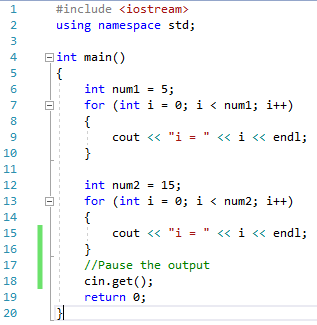 1 #include <iostream>
2 using namespace std;
3
4 int main()
5 {
6     int num1 = 5;
7     for (int i = 0; i < num1; i++)
8     {
9         cout << "i = " << i << endl;
10     }
11
12     int num2 = 15;
13     for (int i = 0; i < num2; i++)
14     {
15         cout << "i = " << i << endl;
16     }
17     //Pause the output
18     cin.get();
19     return 0;
20 }